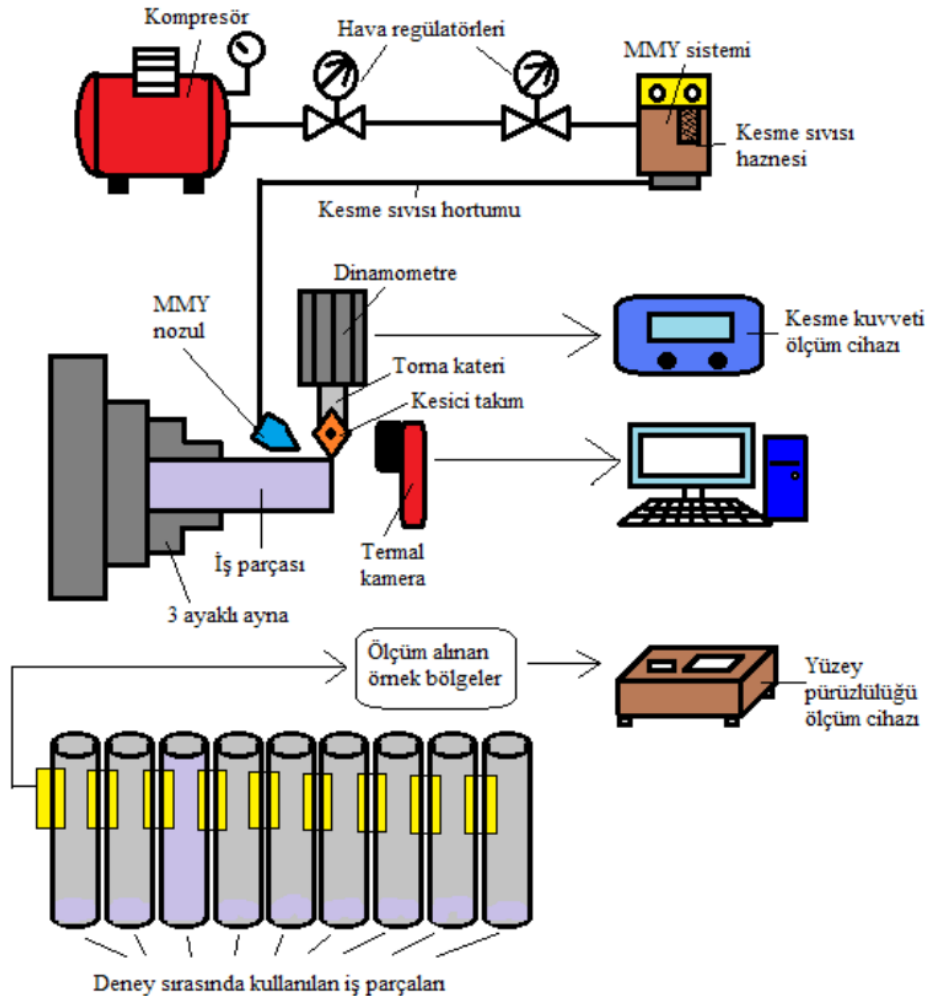 Kompresör
Hava regülatörleri
MMY sistemi
Kesme sıvısı
haznesi
Kesme sıvısı hortumu
Dinamometre
MMY
nozul
Kesme kuvveti
ölçüm cihazı
Torna kateri
Kesici takım
İş parçası
Termal
kamera
3 ayaklı ayna
Ölçüm alınan
örnek bölgeler
Yüzey
pürüzlülüğü
ölçüm cihazı
Deney sırasında kullanılan iş parçaları